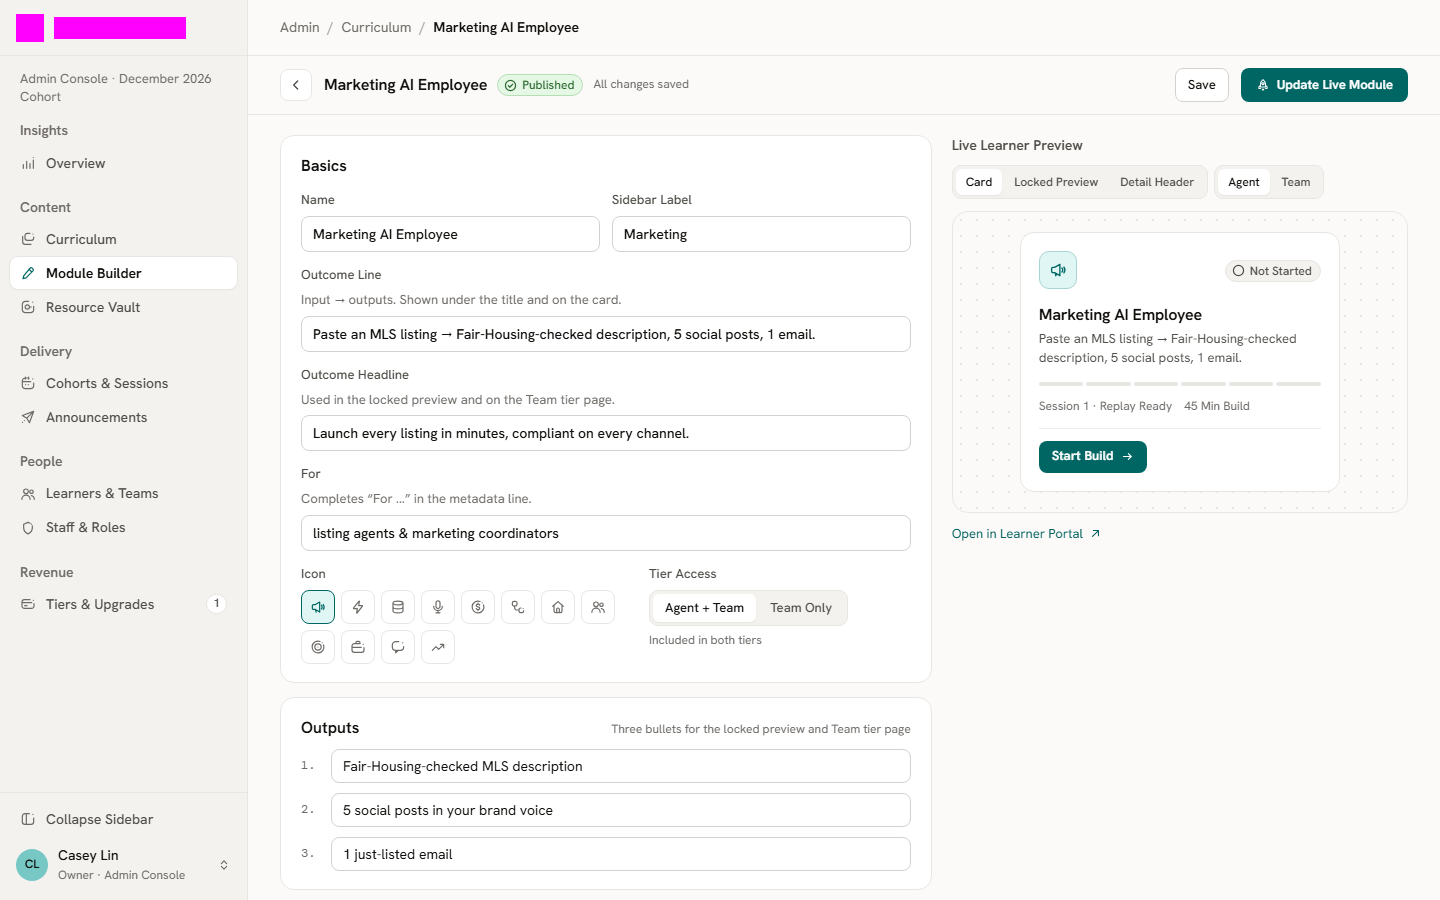 Admin / Curriculum / Marketing AI Employee
Admin Console · December 2026
Cohort
Insights
Overview
Content
Curriculum
Module Builder
Resource Vault
Delivery
Cohorts & Sessions
Announcements
People
Learners & Teams
Staff & Roles
Revenue
Tiers & Upgrades 1
Collapse Sidebar
CL
Casey Lin
Owner · Admin Console
Marketing AI Employee Published All changes saved
Save Update Live Module
Basics
Name Sidebar Label
Marketing AI Employee Marketing
Outcome Line
Input → outputs. Shown under the title and on the card.
Paste an MLS listing → Fair-Housing-checked description, 5 social posts, 1 email.
Outcome Headline
Used in the locked preview and on the Team tier page.
Launch every listing in minutes, compliant on every channel.
For
Completes “For …” in the metadata line.
listing agents & marketing coordinators
Icon Tier Access
Agent + Team Team Only
Included in both tiers
Outputs Three bullets for the locked preview and Team tier page
1. Fair-Housing-checked MLS description
2. 5 social posts in your brand voice
3. 1 just-listed email
Live Learner Preview
Card Locked Preview Detail Header Agent Team
Not Started
Marketing AI Employee
Paste an MLS listing → Fair-Housing-checked
description, 5 social posts, 1 email.
Session 1 · Replay Ready 45 Min Build
Start Build →
Open in Learner Portal